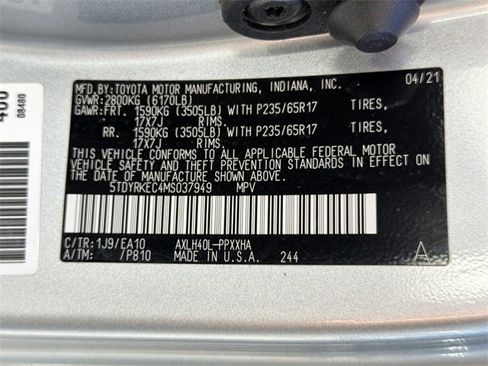 MFD.BY:TOYOTA MOTOR MANUFACTURING, INDIANA, INC. 04/21
GVWR: 2800KG (6170LB)
GAWR:FRT. 1590KG (3505LB) WITH P235/65R17 TIRES,
17X7J RIMS.
RR. 1590KG (3505LB) WITH P235/65R17 TIRES,
17X7J RIMS.
THIS VEHICLE CONFORMS TO ALL APPLICABLE FEDERAL MOTOR
VEHICLE SAFETY AND THEFT PREVENTION STANDARDS IN EFFECT
ON THE DATE OF MANUFACTURE SHOWN ABOVE.
5TDYRKEC4MS037949 MPV
C/TR: 1J9/EA10 AXLH40L-PPXXHA
A/TM: /P810 MADE IN U.S.A. 244 A
08480